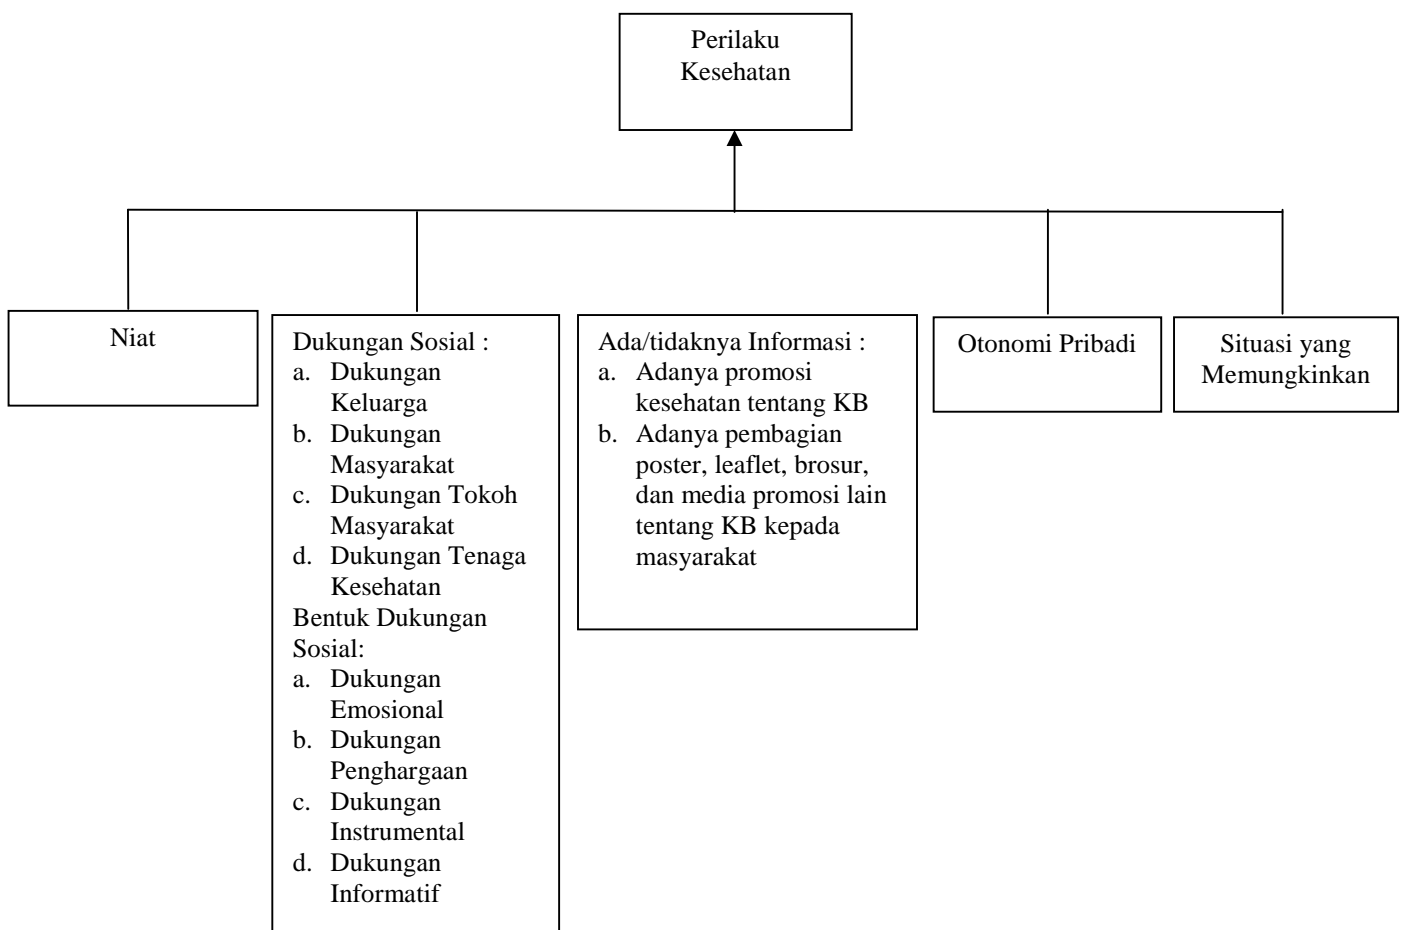 Perilaku
Kesehatan
Niat
Dukungan Sosial :
a. Dukungan
Keluarga
b. Dukungan
Masyarakat
c. Dukungan Tokoh
Masyarakat
d. Dukungan Tenaga
Kesehatan
Bentuk Dukungan
Sosial:
a. Dukungan
Emosional
b. Dukungan
Penghargaan
c. Dukungan
Instrumental
d. Dukungan
Informatif
Ada/tidaknya Informasi :
a. Adanya promosi
kesehatan tentang KB
b. Adanya pembagian
poster, leaflet, brosur,
dan media promosi lain
tentang KB kepada
masyarakat
Otonomi Pribadi
Situasi yang
Memungkinkan